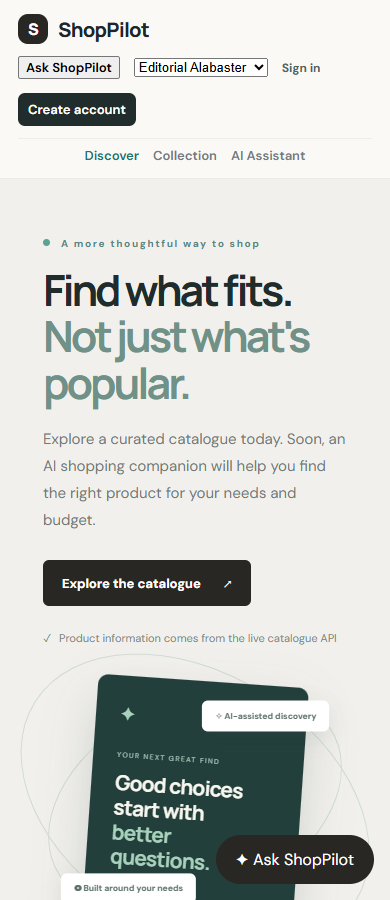 S ShopPilot
Ask ShopPilot Editorial Alabaster Sign in
Create account
Discover Collection AI Assistant
A more thoughtful way to shop
Find what fits.
Not just what's
popular.
Explore a curated catalogue today. Soon, an
AI shopping companion will help you find
the right product for your needs and
budget.
Explore the catalogue ↗
✓ Product information comes from the live catalogue API
✦
✧ AI-assisted discovery
YOUR NEXT GREAT FIND
Good choices
start with
better
questions.
✦ Ask ShopPilot
Built around your needs